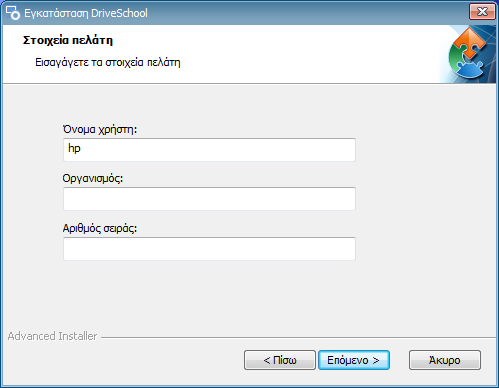 Εγκατάσταση DriveSchool
Στοιχεία πελάτη
Εισαγάγετε τα στοιχεία πελάτη
Όνομα χρήστη:
hp
Οργανισμός:
Αριθμός σειράς:
Advanced Installer
< Πίσω Επόμενο > Άκυρο